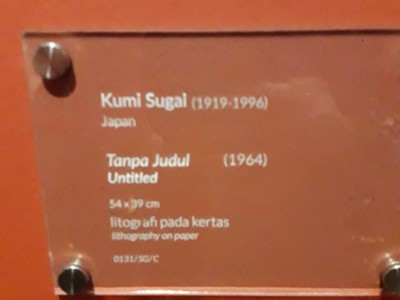 Kumi Sugai (1919-1996)
Japan
Tanpa Judul (1964)
Untitled
54 x 39 cm
litografi pada kertas
lithography on paper
0131/SG/C